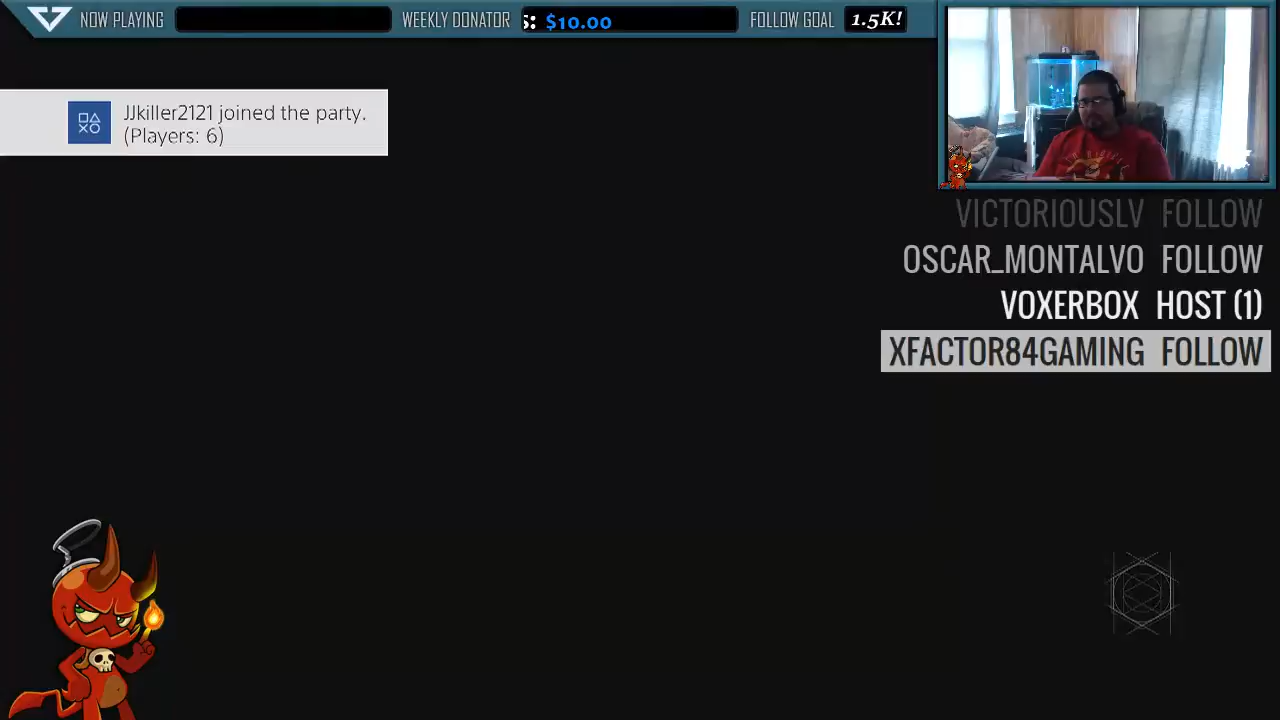 NOW PLAYING
WEEKLY DONATOR
: $10.00
FOLLOW GOAL
1.5K!
JJkiller2121 joined the party.
(Players: 6)
VICTORIOUSLV FOLLOW
OSCAR_MONTALVO FOLLOW
VOXERBOX HOST (1)
XFACTOR84GAMING FOLLOW